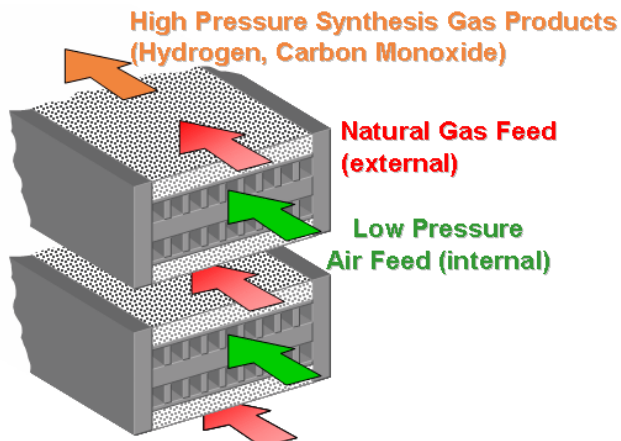 High Pressure Synthesis Gas Products
(Hydrogen, Carbon Monoxide)
Natural Gas Feed
(external)
Low Pressure
Air Feed (internal)